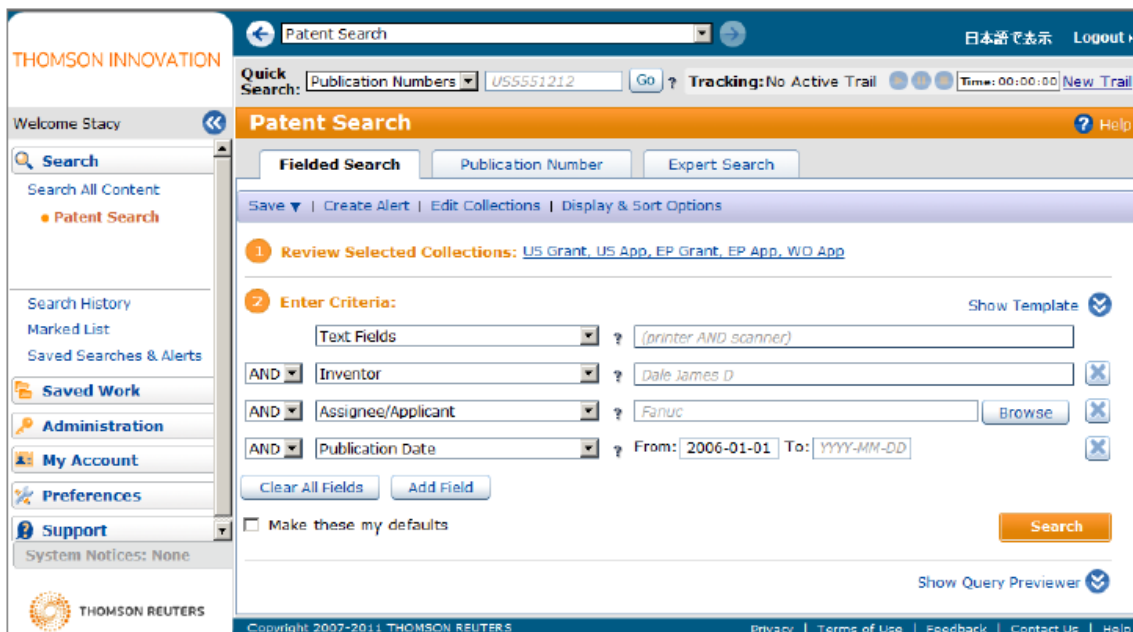 Patent Search
日本語で表示 Logout
THOMSON INNOVATION
Quick Search: Publication Numbers US5551212 Go ? Tracking: No Active Trail Time: 00:00:00 New Trail
Welcome Stacy
Patent Search
? Help
Search
Search All Content
Patent Search
Search History
Marked List
Saved Searches & Alerts
Saved Work
Administration
My Account
Preferences
Support
System Notices: None
THOMSON REUTERS
Fielded Search Publication Number Expert Search
Save | Create Alert | Edit Collections | Display & Sort Options
1 Review Selected Collections: US Grant, US App, EP Grant, EP App, WO App
2 Enter Criteria:
Show Template
Text Fields ? (printer AND scanner)
AND Inventor ? Dale James D
AND Assignee/Applicant ? Fanuc Browse
AND Publication Date ? From: 2006-01-01 To: YYYY-MM-DD
Clear All Fields Add Field
Make these my defaults
Search
Show Query Previewer
Copyright 2007-2011 THOMSON REUTERS
Privacy | Terms of Use | Feedback | Contact Us | Help